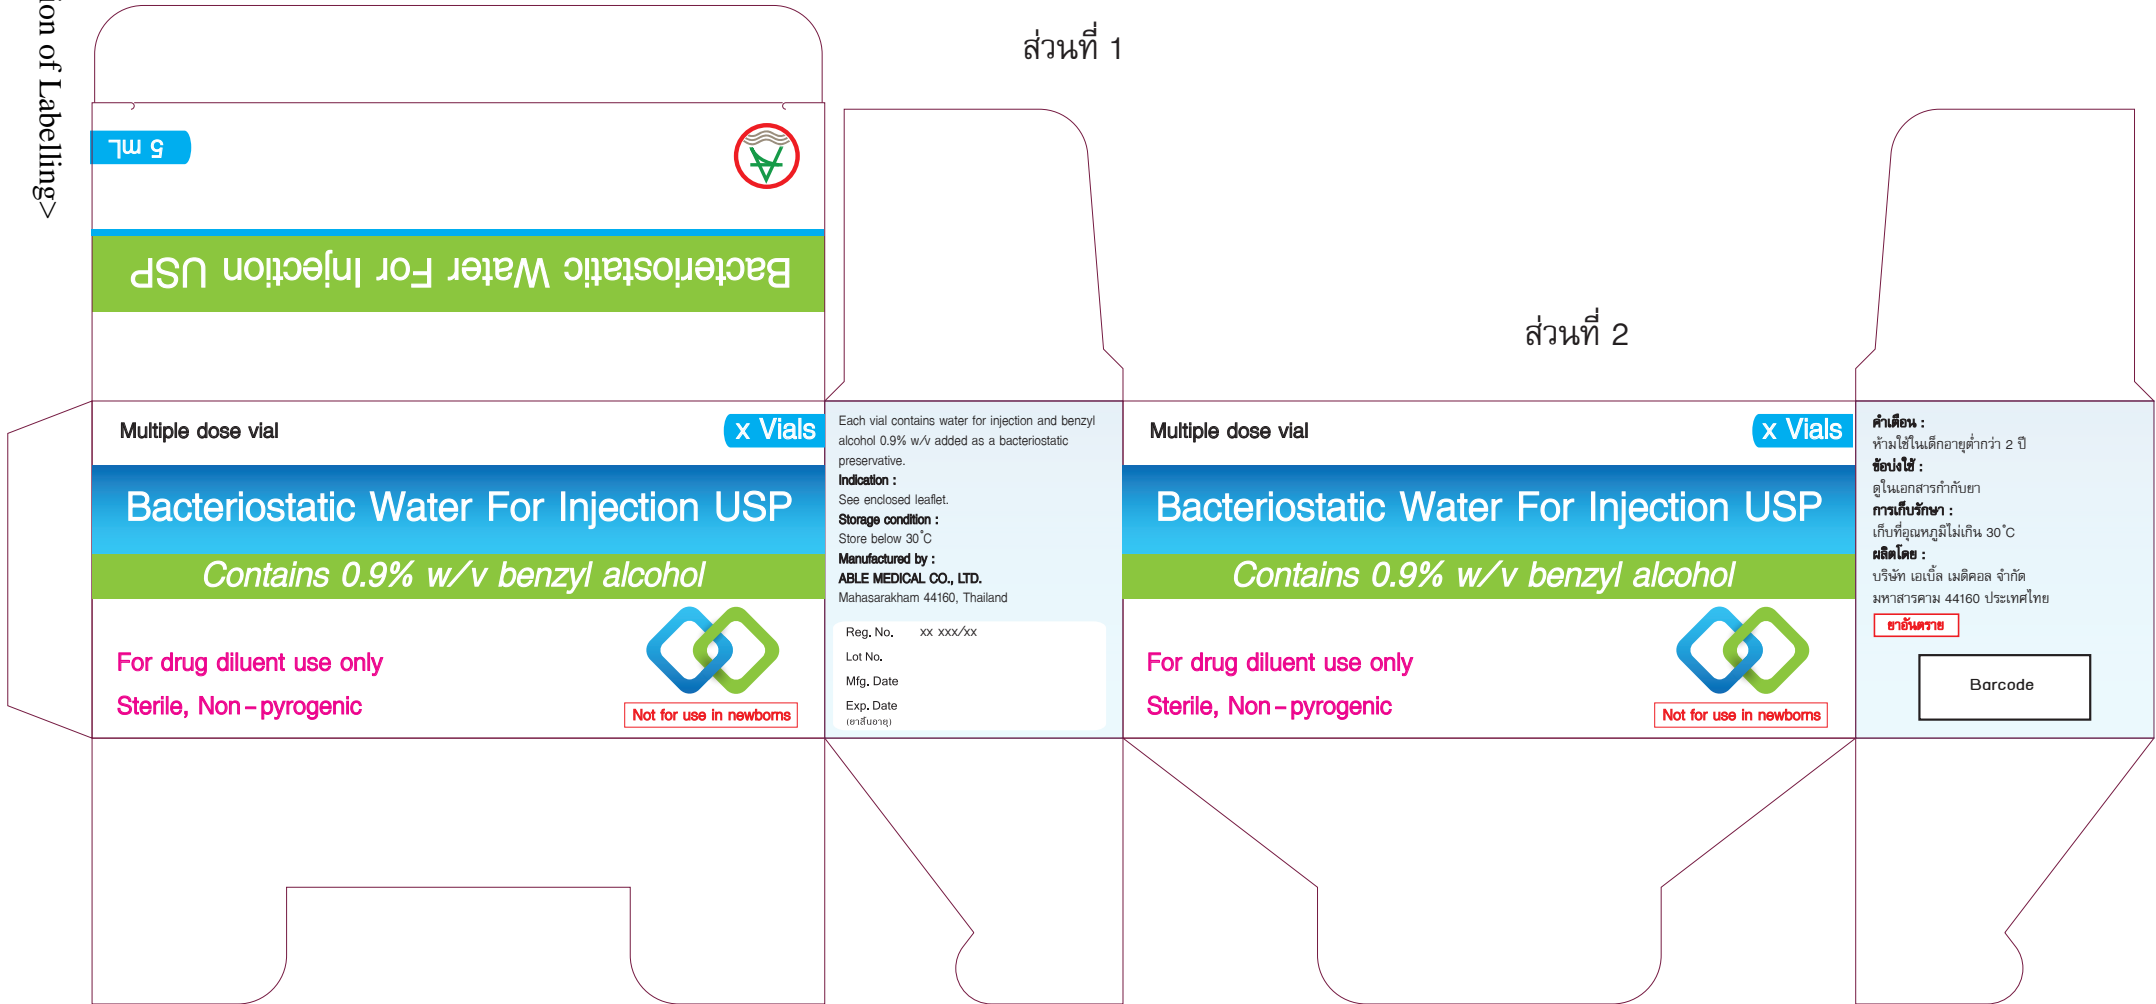 ion of Labelling>
ส่วนที่ 1
5 mL
Bacteriostatic Water For Injection USP
ส่วนที่ 2
Multiple dose vial
x Vials
Bacteriostatic Water For Injection USP
Contains 0.9% w/v benzyl alcohol
For drug diluent use only
Sterile, Non-pyrogenic
Not for use in newborns
Each vial contains water for injection and benzyl
alcohol 0.9% w/v added as a bacteriostatic
preservative.
Indication :
See enclosed leaflet.
Storage condition :
Store below 30°C
Manufactured by :
ABLE MEDICAL CO., LTD.
Mahasarakham 44160, Thailand
Reg. No. xx xxx/xx
Lot No.
Mfg. Date
Exp. Date
(ยาสิ้นอายุ)
Multiple dose vial
x Vials
Bacteriostatic Water For Injection USP
Contains 0.9% w/v benzyl alcohol
For drug diluent use only
Sterile, Non-pyrogenic
Not for use in newborns
คำเตือน :
ห้ามใช้ในเด็กอายุต่ำกว่า 2 ปี
ข้อบ่งใช้ :
ดูในเอกสารกำกับยา
การเก็บรักษา :
เก็บที่อุณหภูมิไม่เกิน 30°C
ผลิตโดย :
บริษัท เอเบิ้ล เมดิคอล จำกัด
มหาสารคาม 44160 ประเทศไทย
ยาอันตราย
Barcode